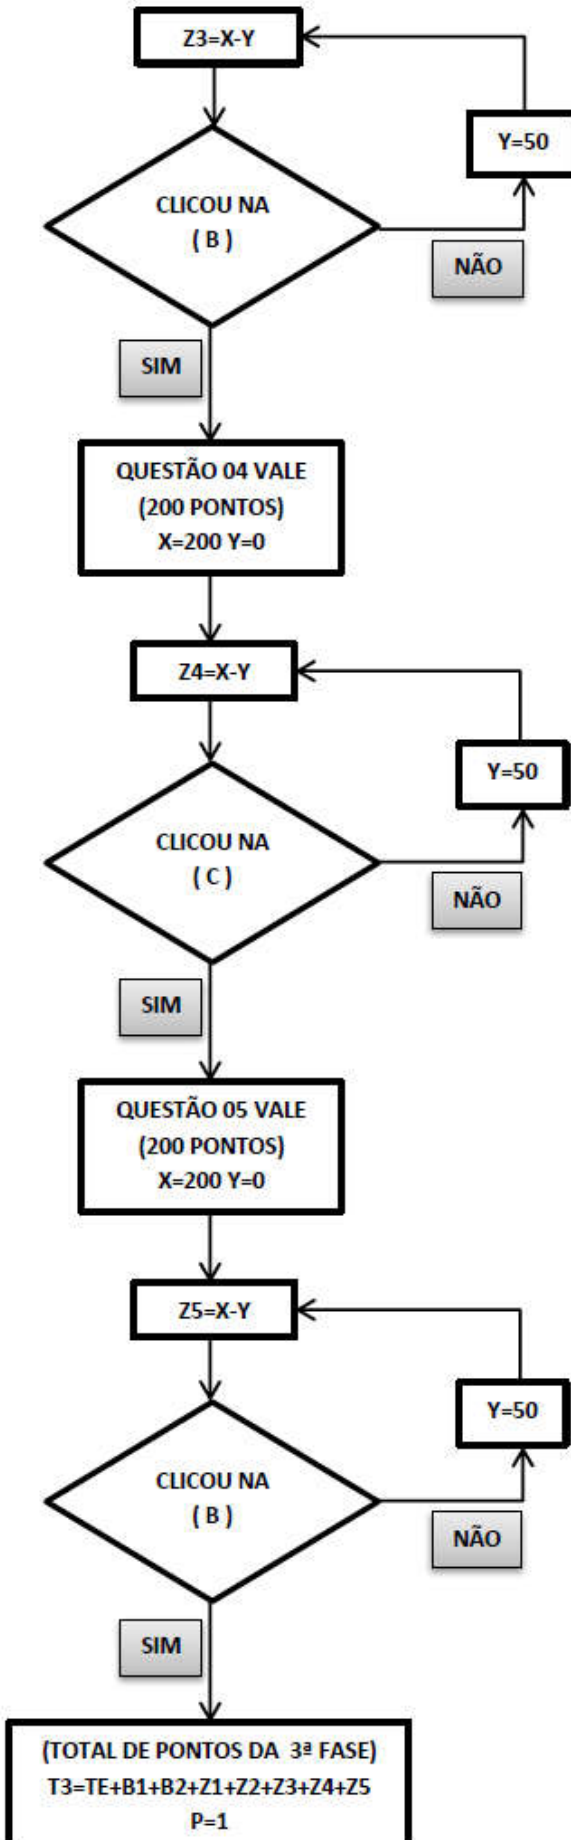 Z3=X-Y
Y=50
CLICOU NA
( B )
NÃO
SIM
QUESTÃO 04 VALE
(200 PONTOS)
X=200 Y=0
Z4=X-Y
Y=50
CLICOU NA
( C )
NÃO
SIM
QUESTÃO 05 VALE
(200 PONTOS)
X=200 Y=0
Z5=X-Y
Y=50
CLICOU NA
( B )
NÃO
SIM
(TOTAL DE PONTOS DA 3ª FASE)
T3=TE+B1+B2+Z1+Z2+Z3+Z4+Z5
P=1